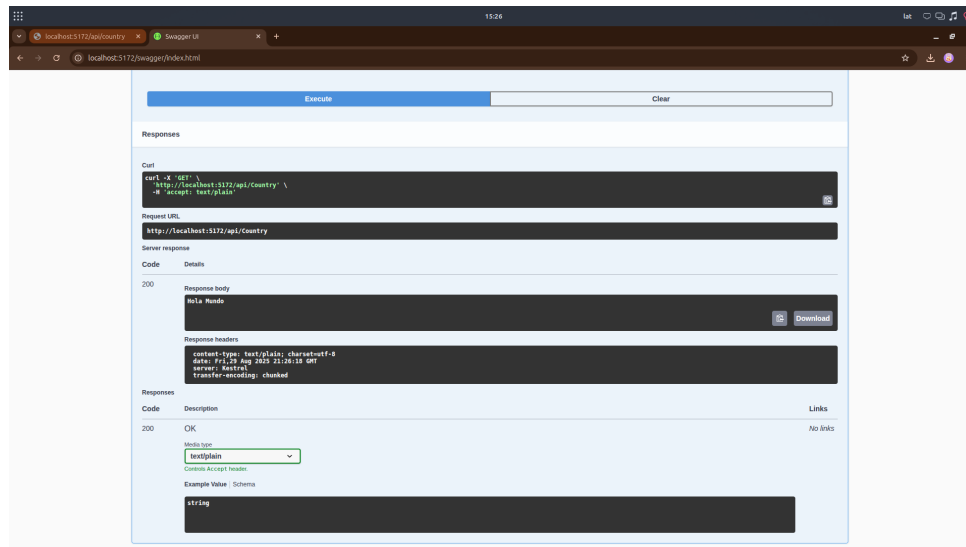 15:26
lat
localhost:5172/api/country
Swagger UI
localhost:5172/swagger/index.html
Execute
Clear
Responses
Curl
curl -X 'GET' \
'http://localhost:5172/api/Country' \
-H 'accept: text/plain'
Request URL
http://localhost:5172/api/Country
Server response
Code Details
200
Response body
Hola Mundo
Download
Response headers
content-type: text/plain; charset=utf-8
date: Fri,29 Aug 2025 21:26:18 GMT
server: Kestrel
transfer-encoding: chunked
Responses
Code Description Links
200 OK No links
Media type
text/plain
Controls Accept header.
Example Value | Schema
string